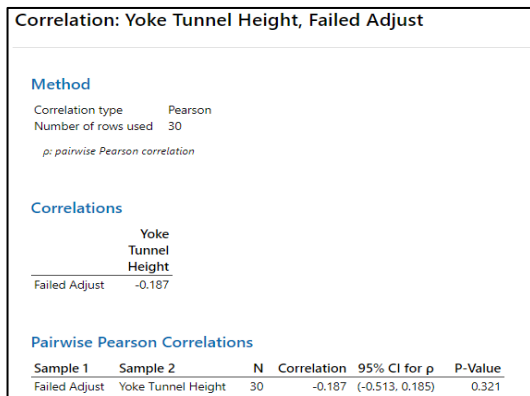 Correlation: Yoke Tunnel Height, Failed Adjust
Method
Correlation type Pearson
Number of rows used 30
ρ: pairwise Pearson correlation
Correlations
Yoke
Tunnel
Height
Failed Adjust -0.187
Pairwise Pearson Correlations
Sample 1 Sample 2 N Correlation 95% CI for ρ P-Value
Failed Adjust Yoke Tunnel Height 30 -0.187 (-0.513, 0.185) 0.321